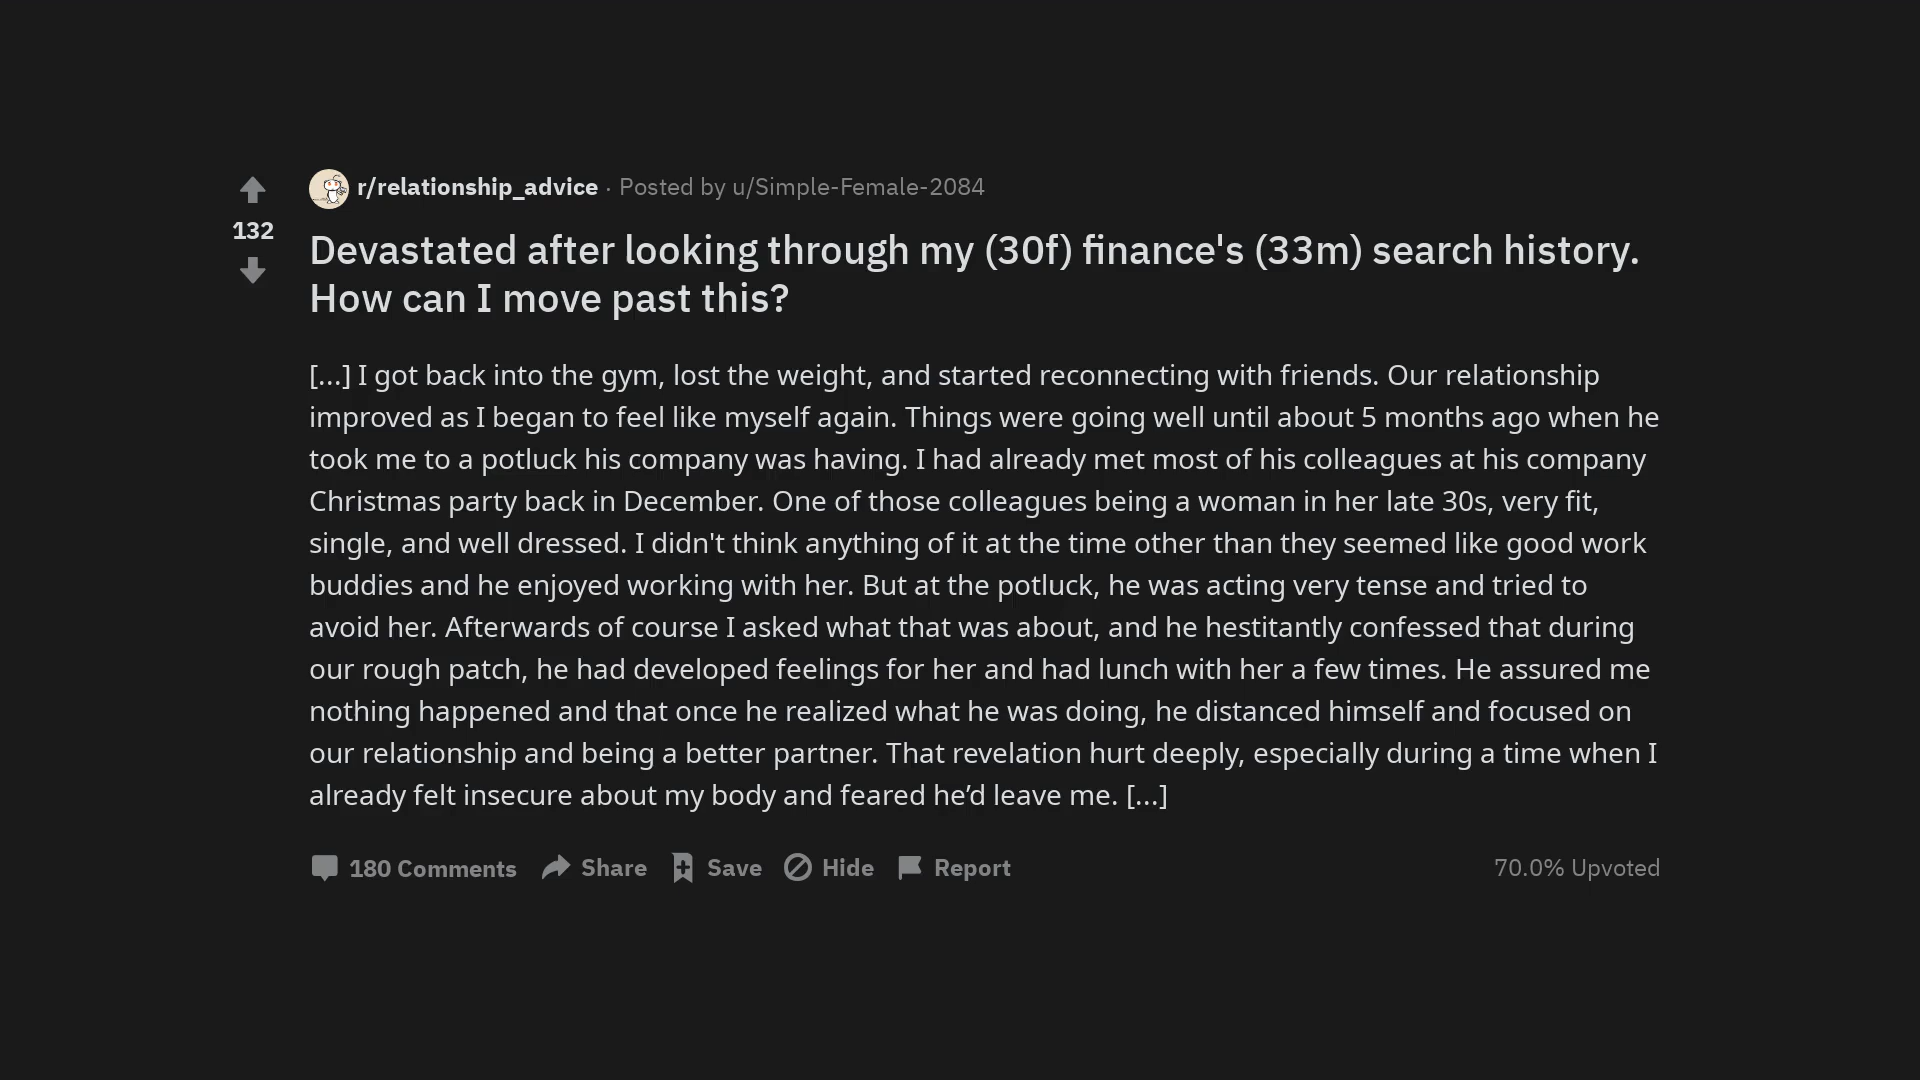 r/relationship_advice · Posted by u/Simple-Female-2084
132
Devastated after looking through my (30f) finance's (33m) search history.
How can I move past this?
[...] I got back into the gym, lost the weight, and started reconnecting with friends. Our relationship
improved as I began to feel like myself again. Things were going well until about 5 months ago when he
took me to a potluck his company was having. I had already met most of his colleagues at his company
Christmas party back in December. One of those colleagues being a woman in her late 30s, very fit,
single, and well dressed. I didn't think anything of it at the time other than they seemed like good work
buddies and he enjoyed working with her. But at the potluck, he was acting very tense and tried to
avoid her. Afterwards of course I asked what that was about, and he hestitantly confessed that during
our rough patch, he had developed feelings for her and had lunch with her a few times. He assured me
nothing happened and that once he realized what he was doing, he distanced himself and focused on
our relationship and being a better partner. That revelation hurt deeply, especially during a time when I
already felt insecure about my body and feared he’d leave me. [...]
180 Comments Share Save Hide Report 70.0% Upvoted